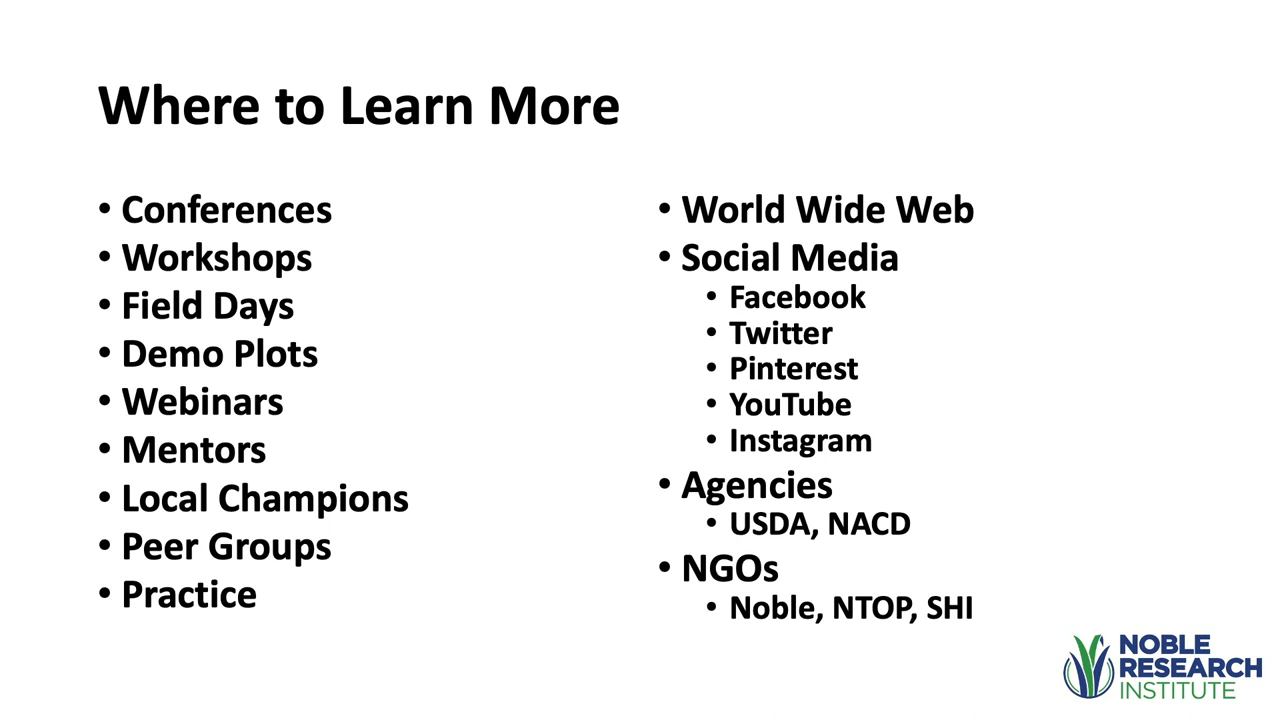 Where to Learn More
• Conferences
• Workshops
• Field Days
• Demo Plots
• Webinars
• Mentors
• Local Champions
• Peer Groups
• Practice
• World Wide Web
• Social Media
• Facebook
• Twitter
• Pinterest
• YouTube
• Instagram
• Agencies
• USDA, NACD
• NGOs
• Noble, NTOP, SHI
NOBLE
RESEARCH
INSTITUTE